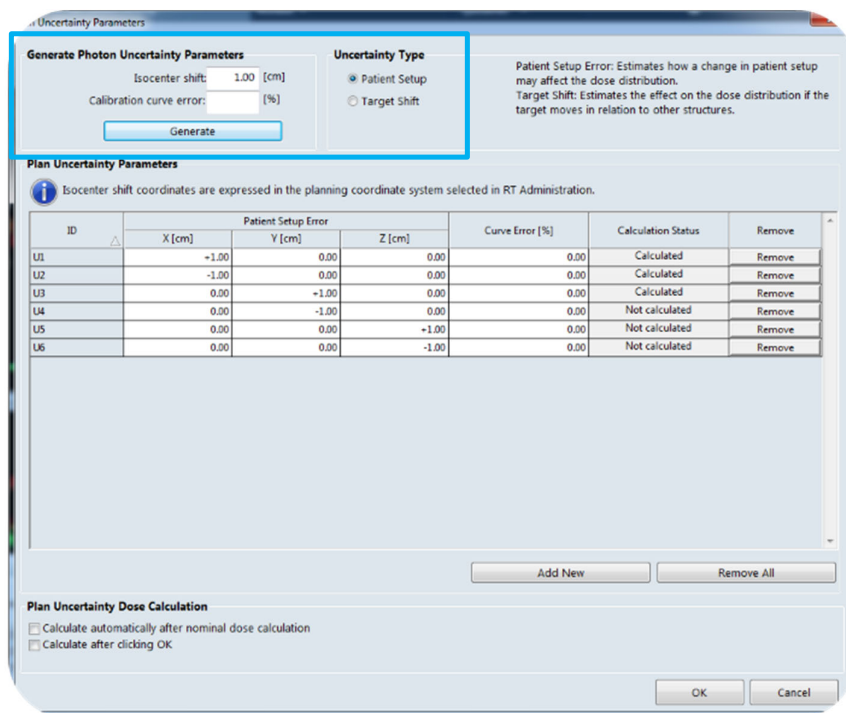 Uncertainty Parameters
Generate Photon Uncertainty Parameters
Isocenter shift: 1.00 [cm]
Calibration curve error: [%]
Generate
Uncertainty Type
Patient Setup
Target Shift
Patient Setup Error: Estimates how a change in patient setup
may affect the dose distribution.
Target Shift: Estimates the effect on the dose distribution if the
target moves in relation to other structures.
Plan Uncertainty Parameters
Isocenter shift coordinates are expressed in the planning coordinate system selected in RT Administration.
ID Patient Setup Error Curve Error [%] Calculation Status Remove
X [cm] Y [cm] Z [cm]
U1 +1.00 0.00 0.00 0.00 Calculated Remove
U2 -1.00 0.00 0.00 0.00 Calculated Remove
U3 0.00 +1.00 0.00 0.00 Calculated Remove
U4 0.00 -1.00 0.00 0.00 Not calculated Remove
U5 0.00 0.00 +1.00 0.00 Not calculated Remove
U6 0.00 0.00 -1.00 0.00 Not calculated Remove
Add New Remove All
Plan Uncertainty Dose Calculation
Calculate automatically after nominal dose calculation
Calculate after clicking OK
OK Cancel